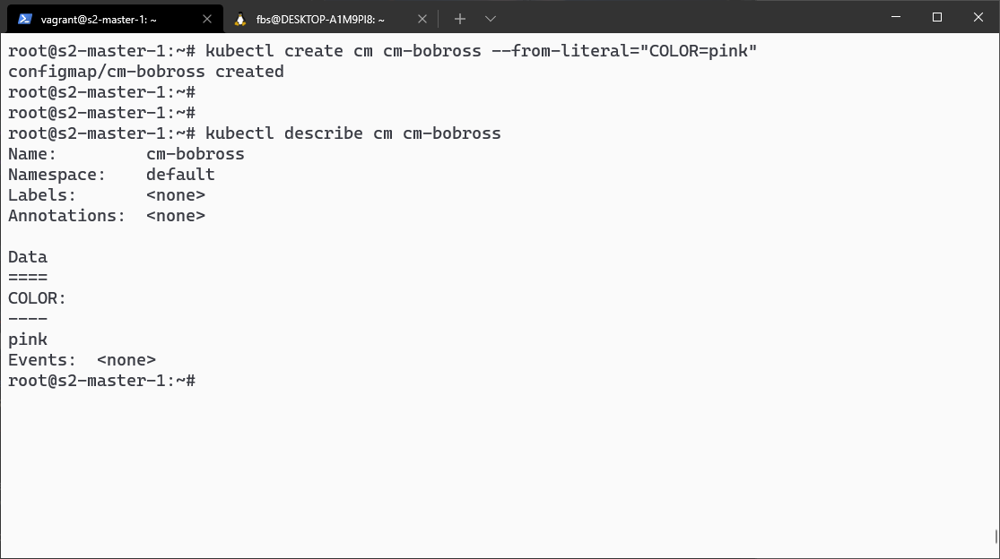 vagrant@s2-master-1: ~
fbs@DESKTOP-A1M9PI8: ~
root@s2-master-1:~# kubectl create cm cm-bobross --from-literal="COLOR=pink"
configmap/cm-bobross created
root@s2-master-1:~#
root@s2-master-1:~#
root@s2-master-1:~# kubectl describe cm cm-bobross
Name:         cm-bobross
Namespace:    default
Labels:       <none>
Annotations:  <none>

Data
====
COLOR:
----
pink
Events:  <none>
root@s2-master-1:~#